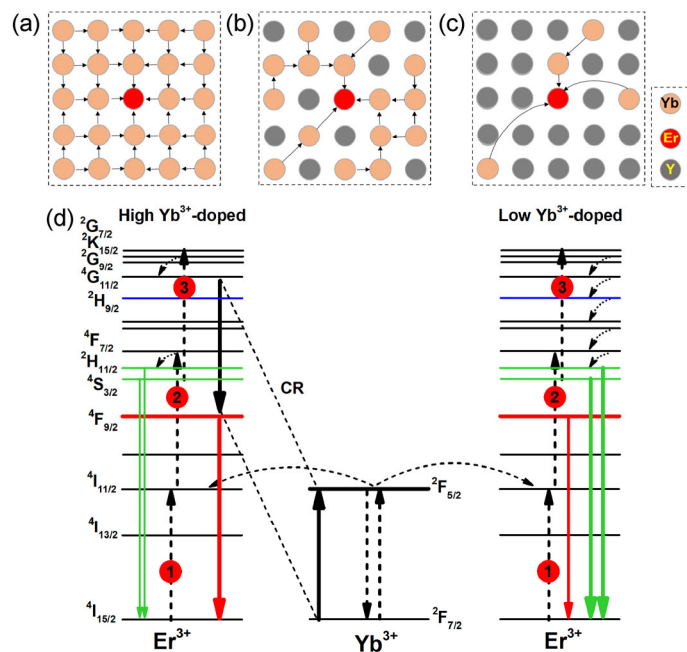 (a)
(b)
(c)
Yb
Er
Y
(d)
High Yb³⁺-doped
Low Yb³⁺-doped
²G₇/₂
²K₁₅/₂
²G₉/₂
⁴G₁₁/₂
²H₉/₂
⁴F₇/₂
²H₁₁/₂
⁴S₃/₂
⁴F₉/₂
⁴I₁₁/₂
⁴I₁₃/₂
⁴I₁₅/₂
3
2
1
CR
²F₅/₂
²F₇/₂
3
2
1
Er³⁺
Yb³⁺
Er³⁺